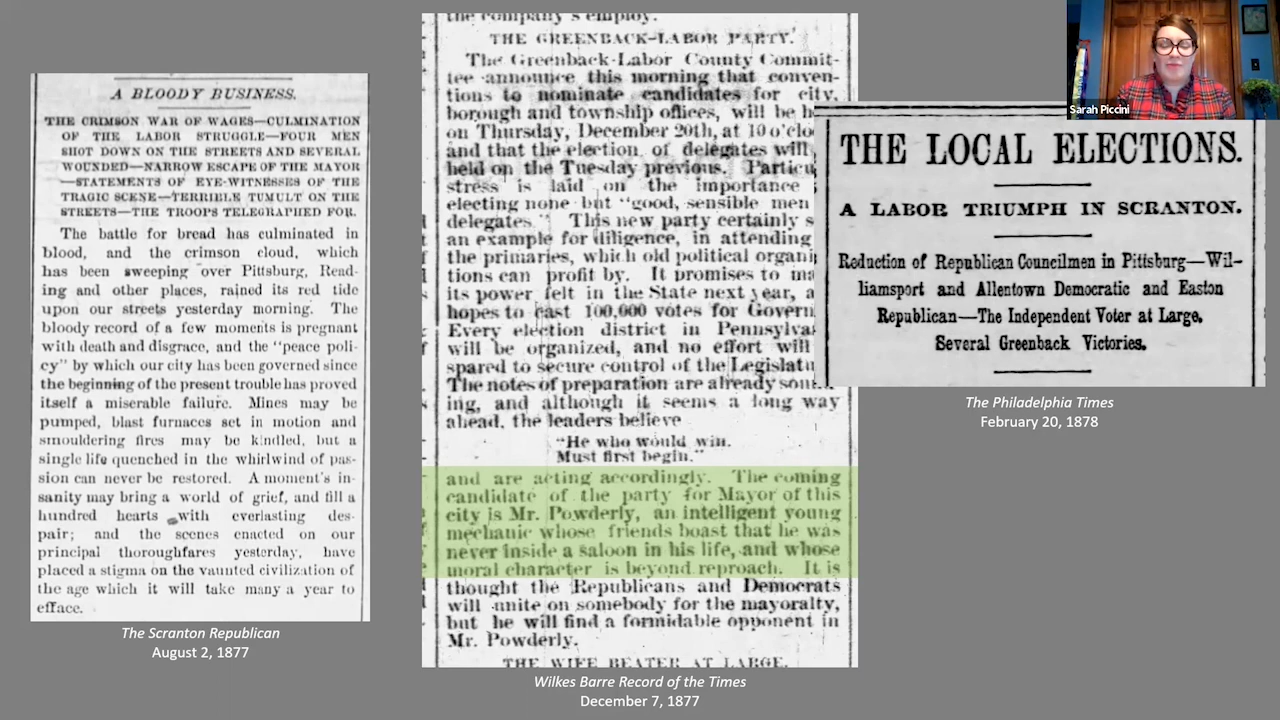 A BLOODY BUSINESS.
THE CRIMSON WAR OF WAGES—CULMINATION
OF THE LABOR STRUGGLE—FOUR MEN
SHOT DOWN ON THE STREETS AND SEVERAL
WOUNDED—NARROW ESCAPE OF THE MAYOR
—STATEMENTS OF EYE-WITNESSES OF THE
TRAGIC SCENE—TERRIBLE TUMULT ON THE
STREETS—THE TROOPS TELEGRAPHED FOR.
The battle for bread has culminated in
blood, and the crimson cloud, which
has been sweeping over Pittsburg, Read-
ing and other places, rained its red tide
upon our streets yesterday morning. The
bloody record of a few moments is pregnant
with death and disgrace, and the "peace poli-
cy" by which our city has been governed since
the beginning of the present trouble has proved
itself a miserable failure. Mines may be
pumped, blast furnaces set in motion and
smouldering fires may be kindled, but a
single life quenched in the whirlwind of pas-
sion can never be restored. A moment's in-
sanity may bring a world of grief, and fill a
hundred hearts with everlasting des-
pair; and the scenes enacted on our
principal thoroughfares yesterday, have
placed a stigma on the vaunted civilization of
the age which it will take many a year to
efface.
The Scranton Republican
August 2, 1877
the company's employ.
THE GREENBACK-LABOR PARTY.
The Greenback-Labor County Commit-
tee announce this morning that conven-
tions to nominate candidates for city,
borough and township offices, will be h
on Thursday, December 20th, at 10 o'clo
and that the election of delegates will
held on the Tuesday previous. Particu
stress is laid on the importance
electing none but "good, sensible men
delegates." This new party certainly s
an example for diligence, in attending
the primaries, which old political organi
tions can profit by. It promises to ma
its power felt in the State next year, a
hopes to cast 100,000 votes for Govern
Every election district in Pennsylva
will be organized, and no effort will
spared to secure control of the Legislatu
The notes of preparation are already soun
ing, and although it seems a long way
ahead, the leaders believe
"He who would win.
Must first begin."
and are acting accordingly. The coming
candidate of the party for Mayor of this
city is Mr. Powderly, an intelligent young
mechanic whose friends boast that he was
never inside a saloon in his life, and whose
moral character is beyond reproach. It is
thought the Republicans and Democrats
will unite on somebody for the mayoralty,
but he will find a formidable opponent in
Mr. Powderly.
THE WIFE BEATER AT LARGE.
Wilkes Barre Record of the Times
December 7, 1877
THE LOCAL ELECTIONS.
A LABOR TRIUMPH IN SCRANTON.
Reduction of Republican Councilmen in Pittsburg—Wil-
liamsport and Allentown Democratic and Easton
Republican—The Independent Voter at Large.
Several Greenback Victories.
The Philadelphia Times
February 20, 1878
Sarah Piccini